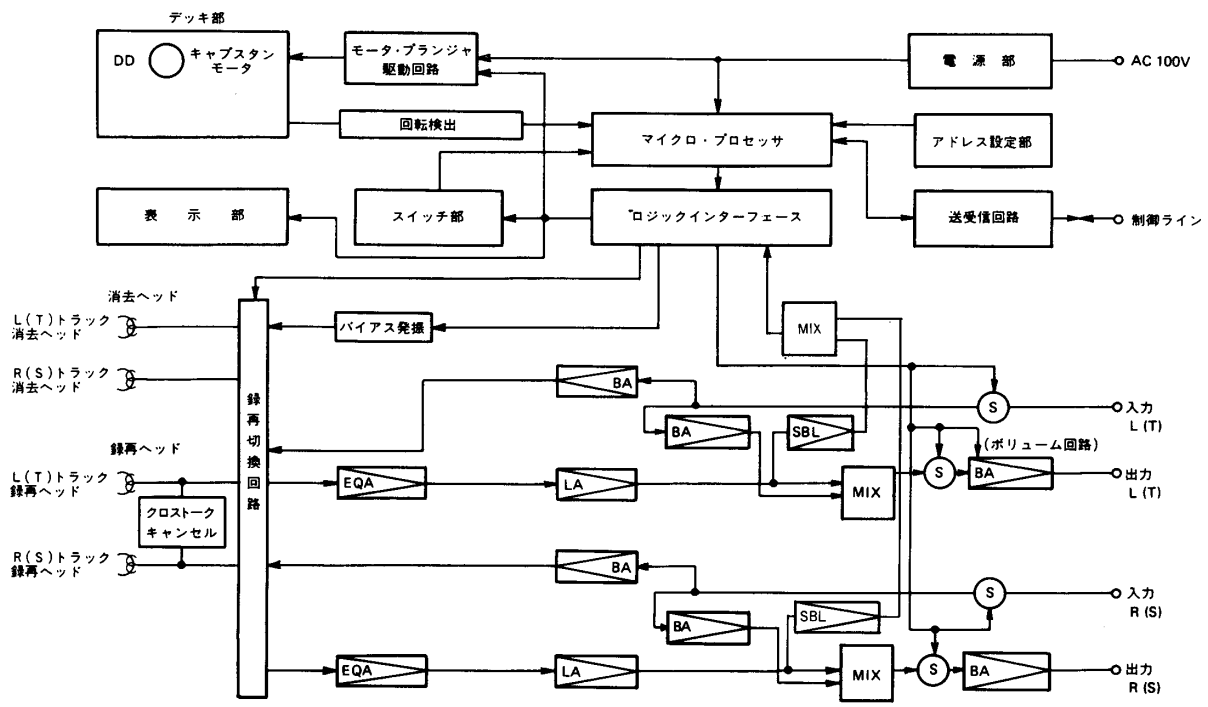 デッキ部
DD
キャプスタン
モータ
モータ・プランジャ
駆動回路
電源部
AC 100V
回転検出
マイクロ・プロセッサ
アドレス設定部
表示部
スイッチ部
ロジックインターフェース
送受信回路
制御ライン
消去ヘッド
L(T)トラック
消去ヘッド
バイアス発振
MIX
R(S)トラック
消去ヘッド
録再切換回路
BA
S
入力
L(T)
BA
SBL
(ボリューム回路)
録再ヘッド
L(T)トラック
録再ヘッド
EQA
LA
MIX
S
BA
出力
L(T)
クロストーク
キャンセル
R(S)トラック
録再ヘッド
BA
S
入力
R(S)
BA
SBL
EQA
LA
MIX
S
BA
出力
R(S)